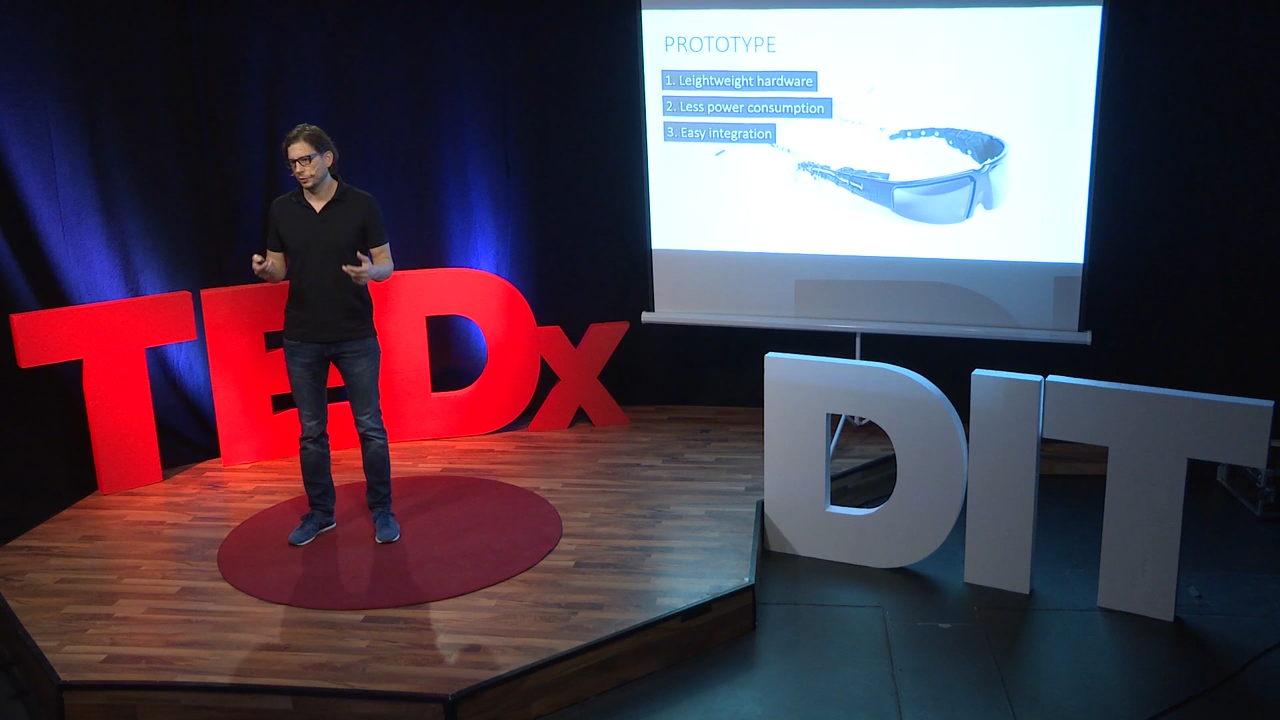 PROTOTYPE
1. Leightweight hardware
2. Less power consumption
3. Easy integration
TEDx
DIT